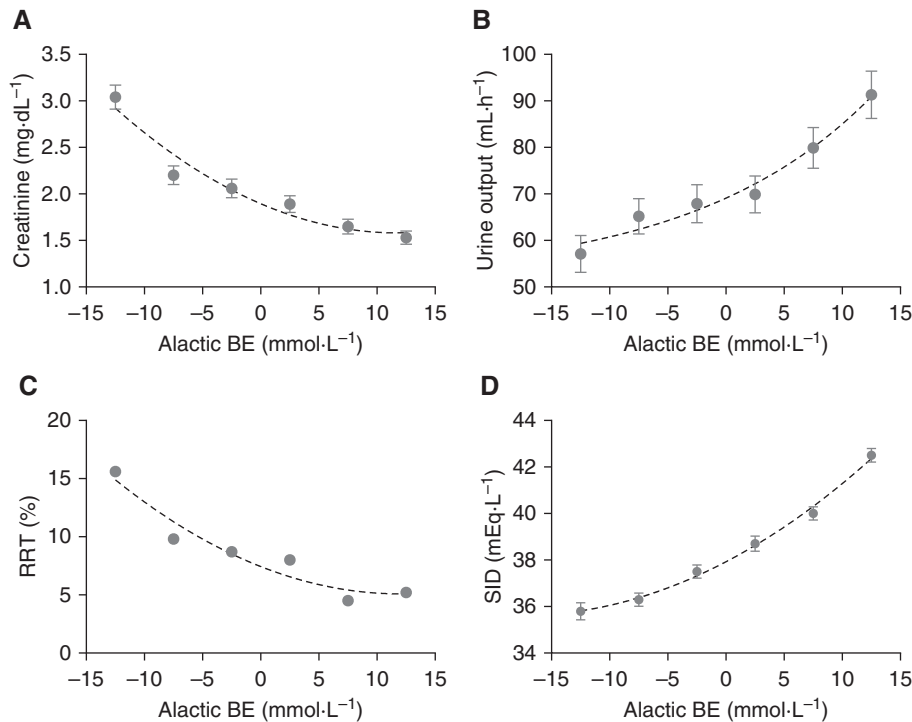 A
Creatinine (mg·dL⁻¹)
3.5
3.0
2.5
2.0
1.5
1.0
−15 −10 −5 0 5 10 15
Alactic BE (mmol·L⁻¹)
B
Urine output (mL·h⁻¹)
100
90
80
70
60
50
−15 −10 −5 0 5 10 15
Alactic BE (mmol·L⁻¹)
C
RRT (%)
20
15
10
5
0
−15 −10 −5 0 5 10 15
Alactic BE (mmol·L⁻¹)
D
SID (mEq·L⁻¹)
44
42
40
38
36
34
−15 −10 −5 0 5 10 15
Alactic BE (mmol·L⁻¹)